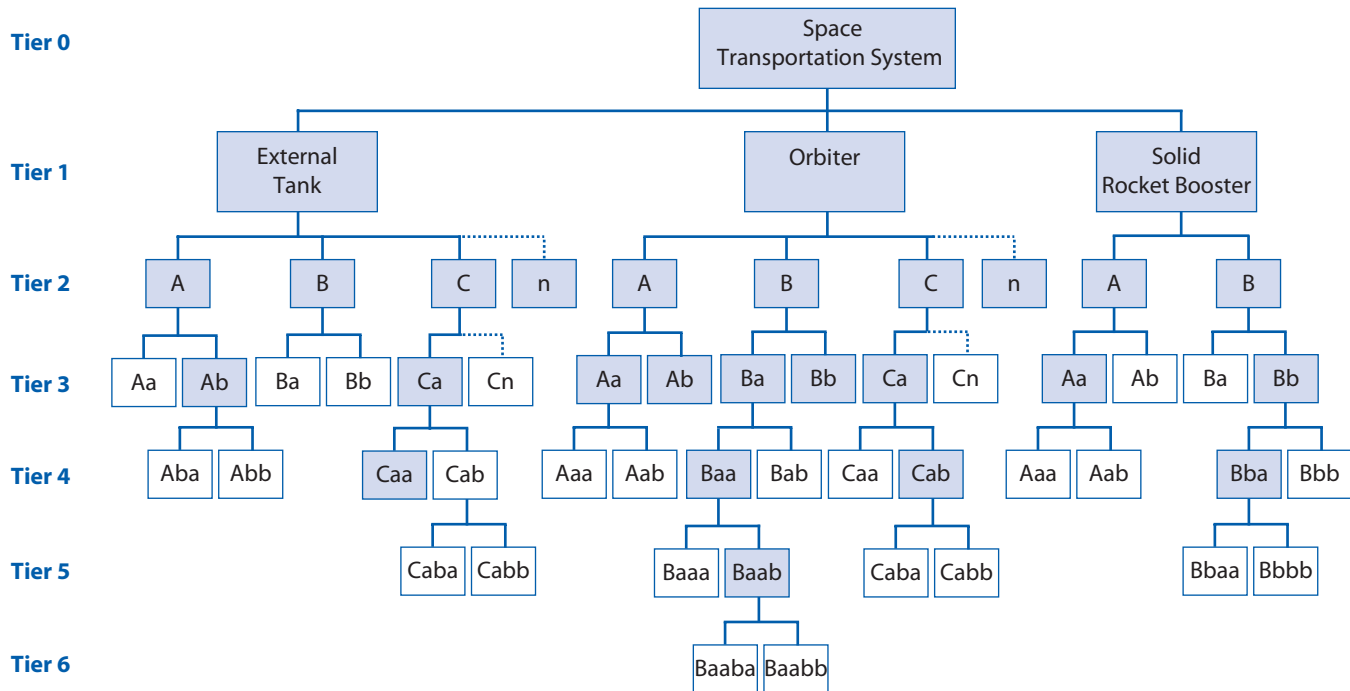 Tier 0
Space
Transportation System
Tier 1
External
Tank
Orbiter
Solid
Rocket Booster
Tier 2
A
B
C
n
A
B
C
n
A
B
Tier 3
Aa
Ab
Ba
Bb
Ca
Cn
Aa
Ab
Ba
Bb
Ca
Cn
Aa
Ab
Ba
Bb
Tier 4
Aba
Abb
Caa
Cab
Aaa
Aab
Baa
Bab
Caa
Cab
Aaa
Aab
Bba
Bbb
Tier 5
Caba
Cabb
Baaa
Baab
Caba
Cabb
Bbaa
Bbbb
Tier 6
Baaba
Baabb